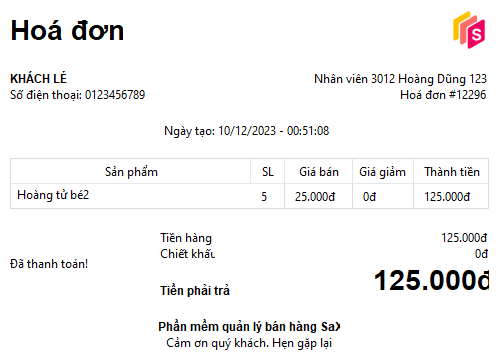 Hoá đơn
S
KHÁCH LẺ
Nhân viên 3012 Hoàng Dũng 123
Số điện thoại: 0123456789
Hoá đơn #12296
Ngày tạo: 10/12/2023 - 00:51:08
Sản phẩm SL Giá bán Giá giảm Thành tiền
Hoàng tử bé2 5 25.000đ 0đ 125.000đ
Tiền hàng 125.000đ
Chiết khấu 0đ
Đã thanh toán!
Tiền phải trả 125.000đ
Phần mềm quản lý bán hàng SaX
Cảm ơn quý khách. Hẹn gặp lại